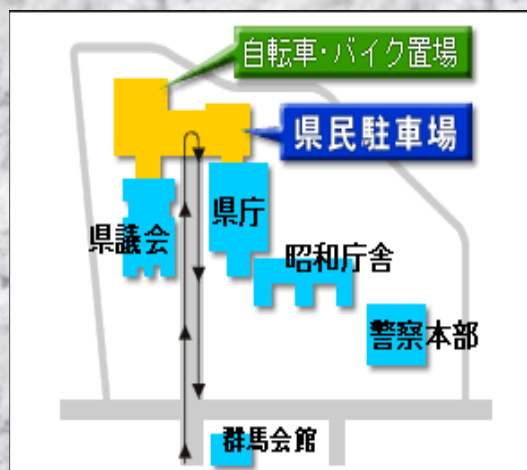 自転車・バイク置場
県民駐車場
県庁
県議会
昭和庁舎
警察本部
群馬会館